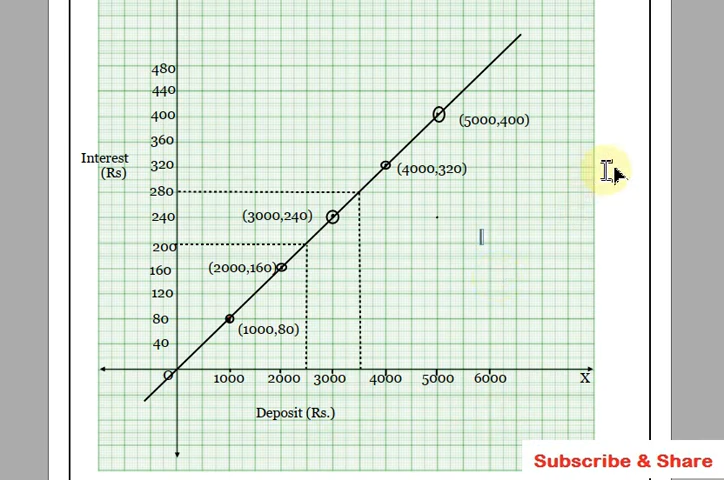 480
440
400
(5000,400)
360
Interest
(Rs)
320
(4000,320)
280
240
(3000,240)
200
160
(2000,160)
120
80
(1000,80)
40
O
1000 2000 3000 4000 5000 6000 X
Deposit (Rs.)
Subscribe & Share